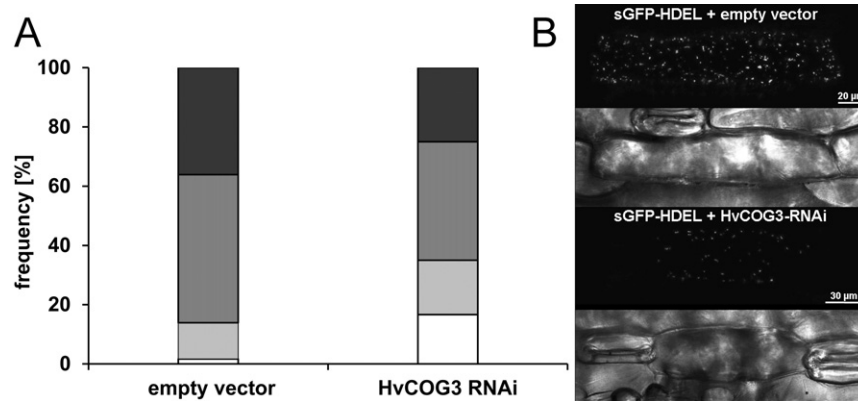 A
frequency [%]
100
80
60
40
20
0
empty vector
HvCOG3 RNAi
B
sGFP-HDEL + empty vector
20 µm
sGFP-HDEL + HvCOG3-RNAi
30 µm